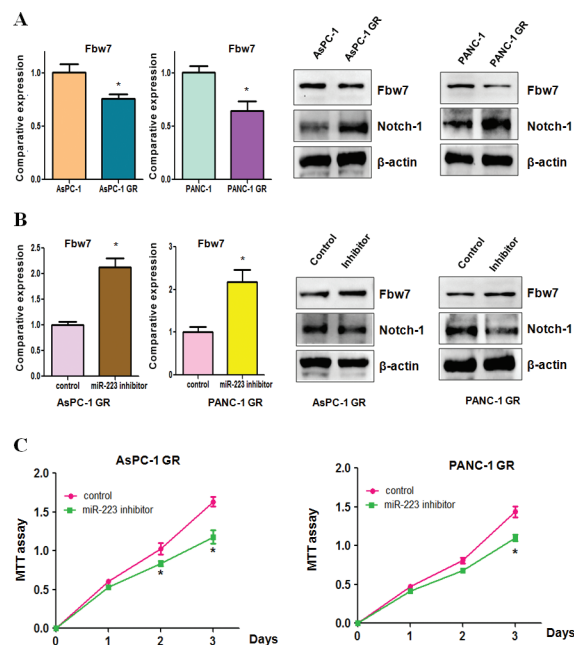 A
Fbw7
Comparative expression
1.0
0.5
0.0
AsPC-1
AsPC-1 GR
Fbw7
Comparative expression
1.0
0.5
0.0
*
*
PANC-1
PANC-1 GR
AsPC-1
AsPC-1 GR
Fbw7
Notch-1
β-actin
PANC-1
PANC-1 GR
Fbw7
Notch-1
β-actin
B
Fbw7
Comparative expression
2.5
2.0
1.5
1.0
0.5
0.0
*
control
miR-223 inhibitor
AsPC-1 GR
Fbw7
Comparative expression
3
2
1
0
*
control
miR-223 inhibitor
PANC-1 GR
Control
Inhibitor
Fbw7
Notch-1
β-actin
AsPC-1 GR
Control
Inhibitor
Fbw7
Notch-1
β-actin
PANC-1 GR
C
AsPC-1 GR
MTT assay
2.0
1.5
1.0
0.5
0.0
control
miR-223 inhibitor
*
*
0 1 2 3 Days
PANC-1 GR
MTT assay
2.0
1.5
1.0
0.5
0.0
control
miR-223 inhibitor
*
0 1 2 3 Days